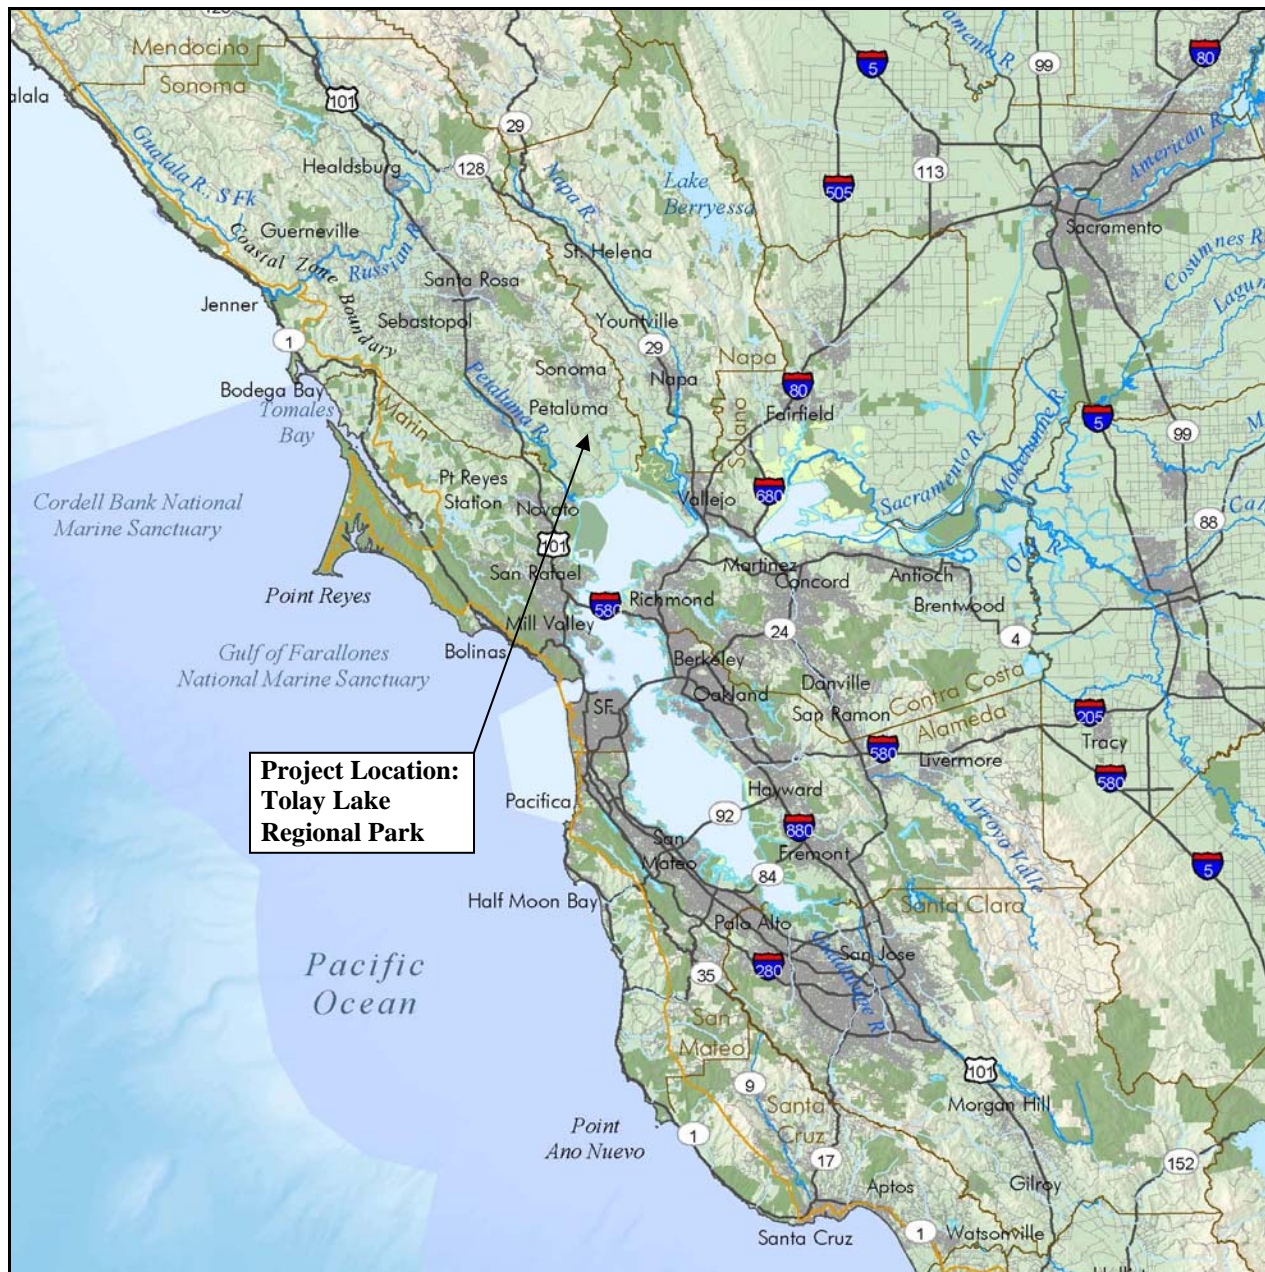 128
Mendocino
Sonoma
alala
101
29
128
Healdsburg
Gualala R., S Fk
Guerneville
Coastal Zone Boundary
Russian R.
Jenner
Santa Rosa
Sebastopol
1
Bodega Bay
Tomales
Bay
Marin
Petaluma R.
Napa R.
St. Helena
Yountville
29
Sonoma
Napa
Petaluma
Lake
Berryessa
Napa
Solano
80
Fairfield
505
5
113
99
80
American R.
Sacramento
Cosumnes R.
Lagun
Mokelumne R.
Sacramento R.
5
99
88
Cordell Bank National
Marine Sanctuary
Pt Reyes
Station
Novato
101
Vallejo
680
San Rafael
Point Reyes
580
Richmond
Mill Valley
Martinez
Concord
Antioch
Brentwood
4
24
Bolinas
Gulf of Farallones
National Marine Sanctuary
Berkeley
Oakland
Danville
San Ramon
Contra Costa
Alameda
205
Tracy
580
SF
580
Livermore
Project Location:
Tolay Lake
Regional Park
Pacifica
Hayward
92
880
Arroyo Valle
San
Mateo
Fremont
84
5
Half Moon Bay
Santa Clara
Palo Alto
Guadalupe R
San Jose
Pacific
Ocean
35
280
San
Mateo
101
9
Morgan Hill
Santa
Cruz
Point
Ano Nuevo
1
17
152
Aptos
Gilroy
Santa Cruz
1
Watsonville